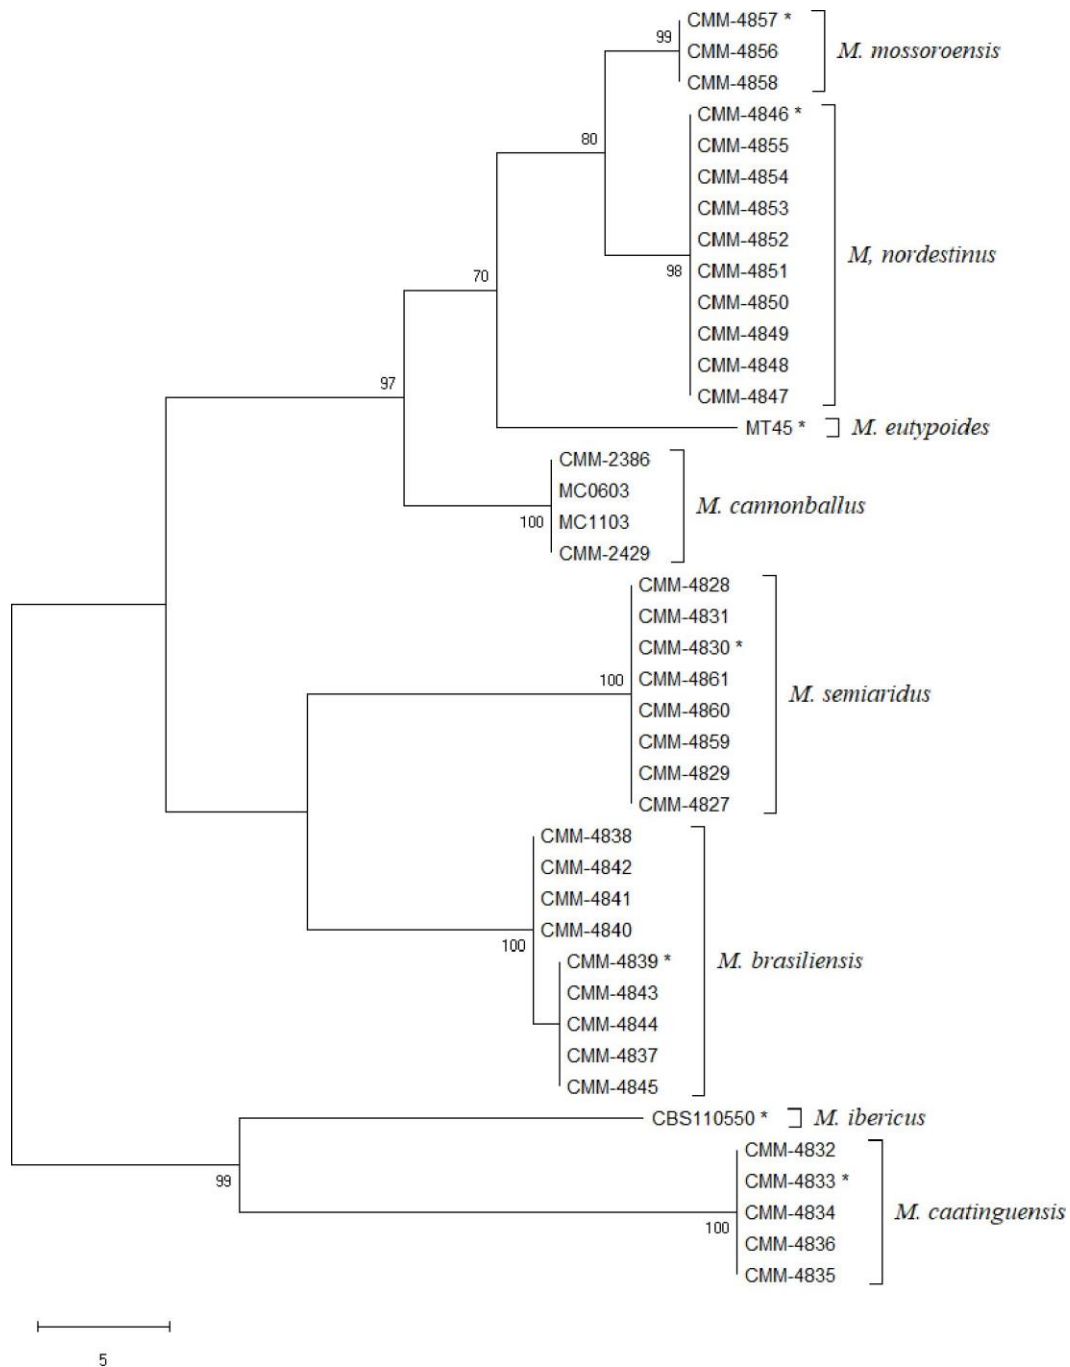 CMM-4857 *
99
CMM-4856
M. mossoroensis
CMM-4858
CMM-4846 *
80
CMM-4855
CMM-4854
CMM-4853
CMM-4852
M, nordestinus
70
98
CMM-4851
CMM-4850
CMM-4849
CMM-4848
97
CMM-4847
MT45 *
M. eutypoides
CMM-2386
MC0603
M. cannonballus
100
MC1103
CMM-2429
CMM-4828
CMM-4831
CMM-4830 *
100
CMM-4861
M. semiaridus
CMM-4860
CMM-4859
CMM-4829
CMM-4827
CMM-4838
CMM-4842
CMM-4841
CMM-4840
100
CMM-4839 *
M. brasiliensis
CMM-4843
CMM-4844
CMM-4837
CMM-4845
CBS110550 *
M. ibericus
CMM-4832
99
CMM-4833 *
CMM-4834
M. caatinguensis
100
CMM-4836
CMM-4835
5